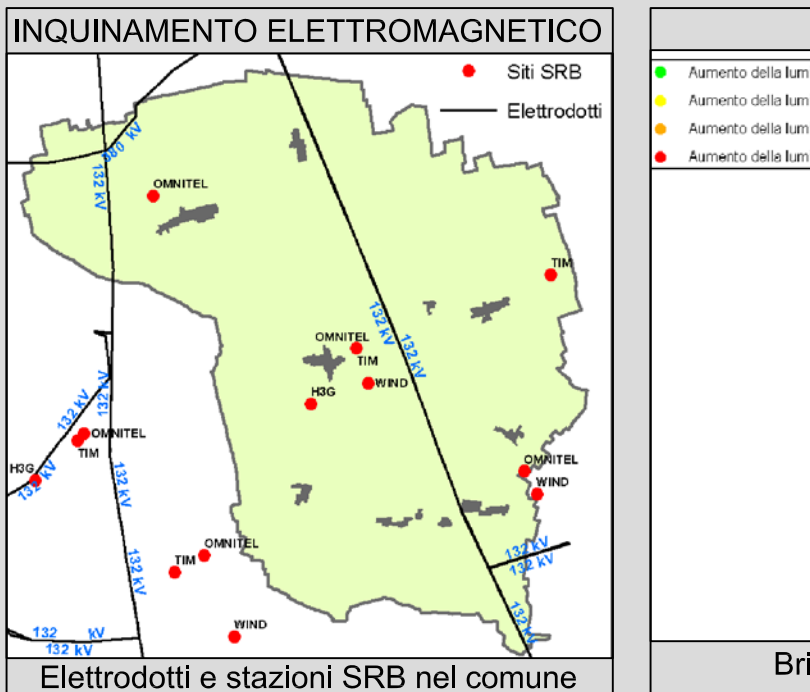 INQUINAMENTO ELETTROMAGNETICO
Siti SRB
Elettrodotti
380 kV
132 kV
OMNITEL
TIM
132 kV
132 kV
OMNITEL
TIM
WIND
H3G
132 kV
132 kV
OMNITEL
TIM
H3G
132 kV
132 kV
OMNITEL
WIND
OMNITEL
TIM
132 kV
132 kV
132 kV
132 kV
WIND
132 kV
132 kV
Elettrodotti e stazioni SRB nel comune
Aumento della lum
Aumento della lum
Aumento della lum
Aumento della lum
Bri